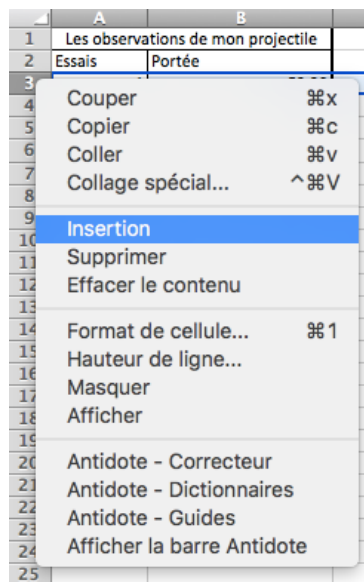 A B
1 Les observations de mon projectile
2 Essais Portée
3
4
5
6
7
8
9
10
11
12
13
14
15
16
17
18
19
20
21
22
23
24
25
Couper ⌘x
Copier ⌘c
Coller ⌘v
Collage spécial... ^⌘V
Insertion
Supprimer
Effacer le contenu
Format de cellule... ⌘1
Hauteur de ligne...
Masquer
Afficher
Antidote - Correcteur
Antidote - Dictionnaires
Antidote - Guides
Afficher la barre Antidote